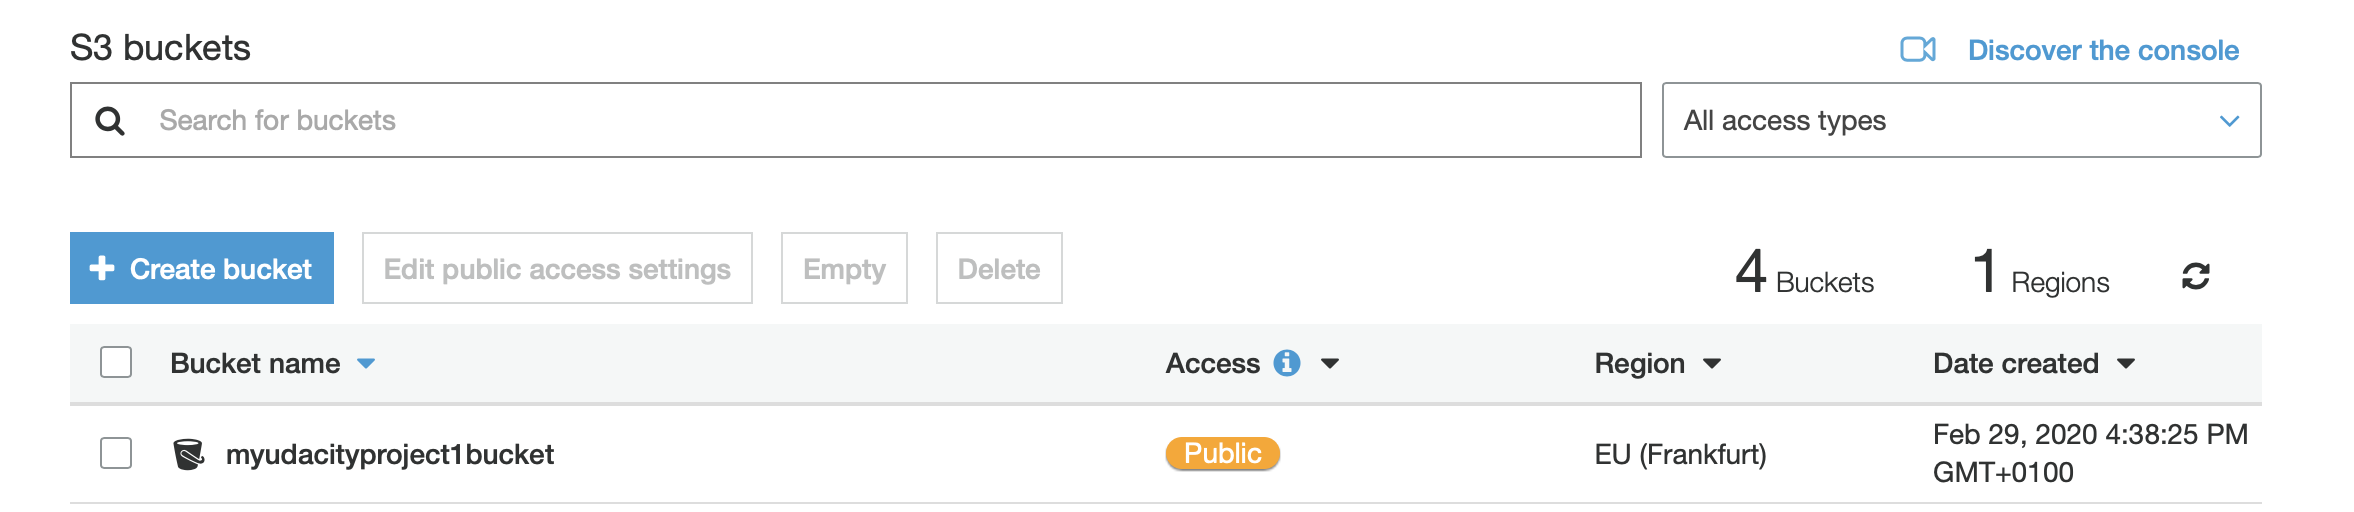 S3 buckets
Discover the console
Search for buckets
All access types
Create bucket
Edit public access settings
Empty
Delete
4 Buckets
1 Regions
Bucket name
Access
Region
Date created
myudacityproject1bucket
Public
EU (Frankfurt)
Feb 29, 2020 4:38:25 PM
GMT+0100